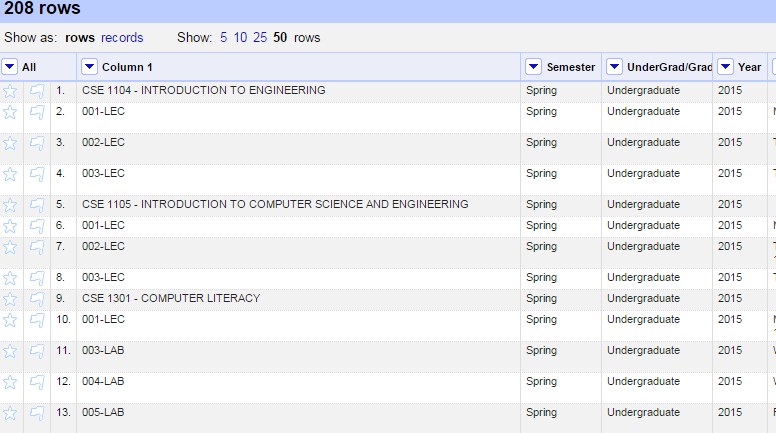 208 rows
Show as: rows records Show: 5 10 25 50 rows
All Column 1 Semester UnderGrad/Grad Year
1. CSE 1104 - INTRODUCTION TO ENGINEERING Spring Undergraduate 2015
2. 001-LEC Spring Undergraduate 2015
3. 002-LEC Spring Undergraduate 2015
4. 003-LEC Spring Undergraduate 2015
5. CSE 1105 - INTRODUCTION TO COMPUTER SCIENCE AND ENGINEERING Spring Undergraduate 2015
6. 001-LEC Spring Undergraduate 2015
7. 002-LEC Spring Undergraduate 2015
8. 003-LEC Spring Undergraduate 2015
9. CSE 1301 - COMPUTER LITERACY Spring Undergraduate 2015
10. 001-LEC Spring Undergraduate 2015
11. 003-LAB Spring Undergraduate 2015
12. 004-LAB Spring Undergraduate 2015
13. 005-LAB Spring Undergraduate 2015